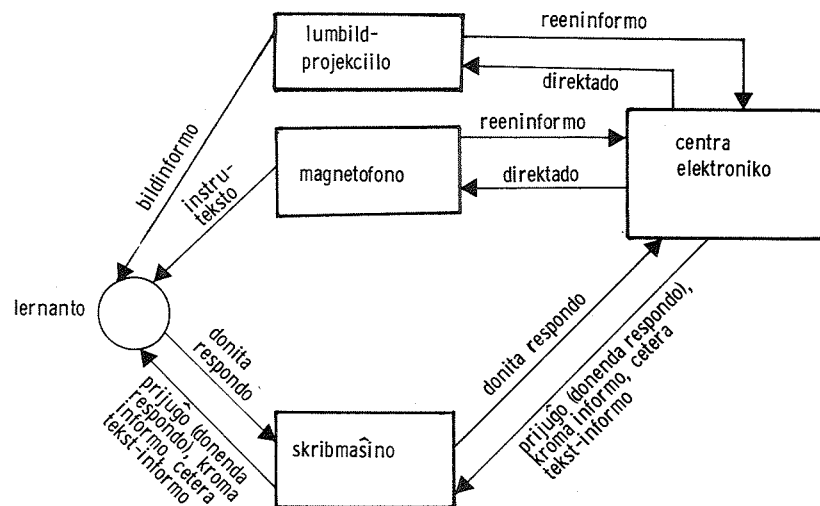 lumbild-
projekciilo
reeninformo
direktado
reeninformo
centra
elektroniko
magnetofono
direktado
bildinformo
instru-
teksto
lernanto
donita
respondo
donita respondo
prijuĝo (donenda respondo),
kroma informo, cetera
tekst-informo
prijuĝo (donenda
respondo), kroma
informo, cetera
tekst-informo
skribmaŝino